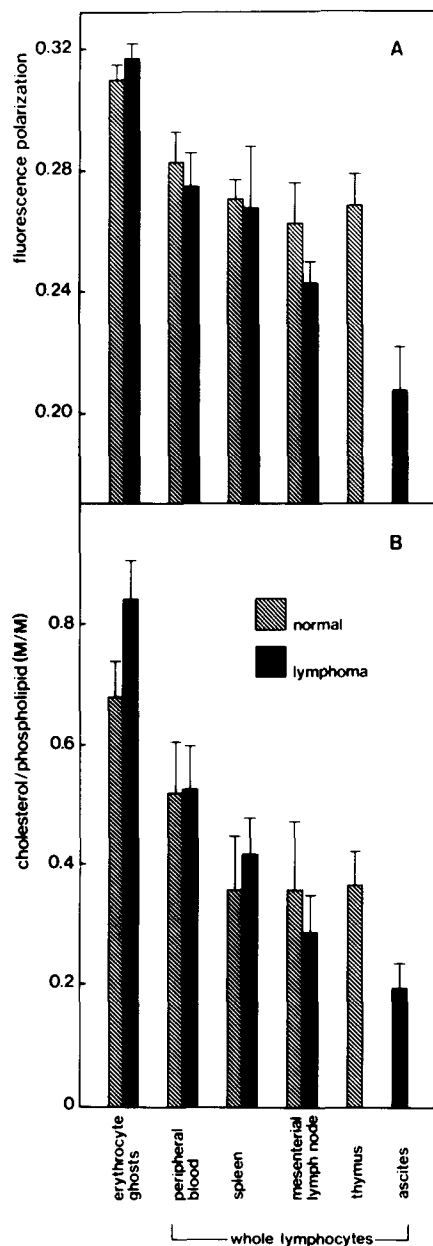 A
fluorescence polarization
0.32
0.28
0.24
0.20
B
cholesterol/phospholipid (M/M)
0.8
0.6
0.4
0.2
0
normal
lymphoma
erythrocyte
ghosts
peripheral
blood
spleen
mesenterial
lymph node
thymus
ascites
whole lymphocytes